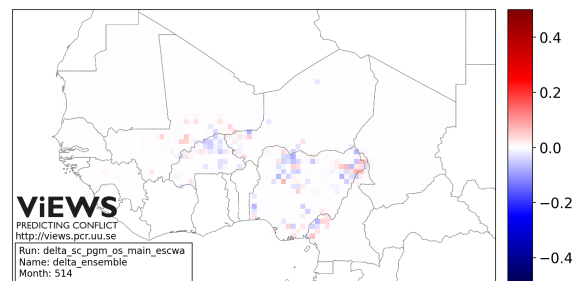 ViEWS
PREDICTING CONFLICT
http://views.pcr.uu.se
Run: delta_sc_pgm_os_main_escwa
Name: delta_ensemble
Month: 514
0.4
0.2
0.0
−0.2
−0.4